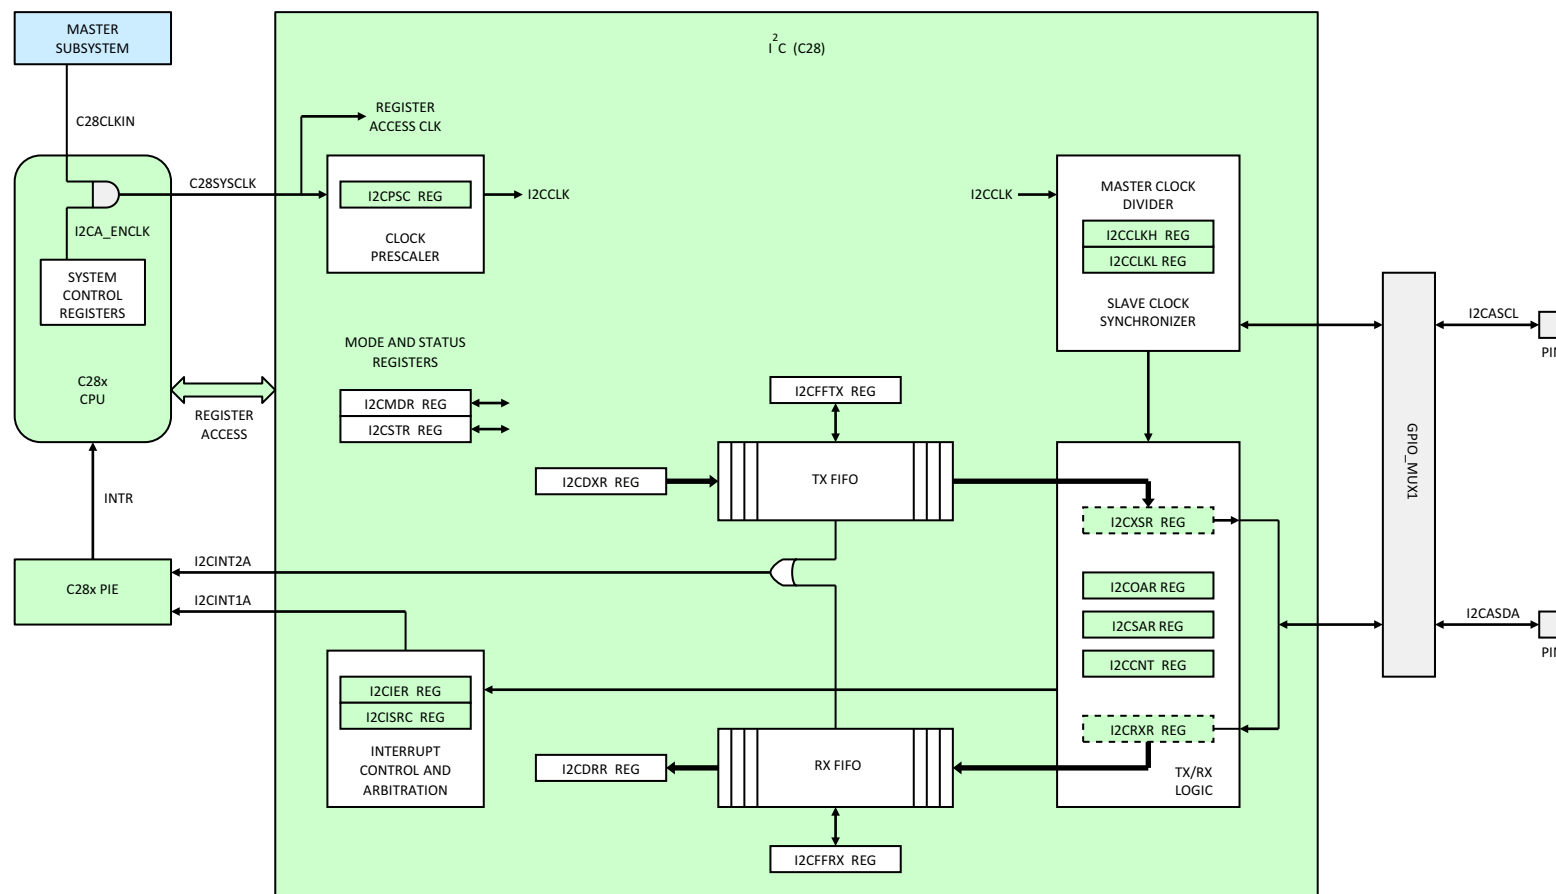 MASTER
SUBSYSTEM
I2C (C28)
REGISTER
ACCESS CLK
C28CLKIN
C28SYSCLK
I2CPSC REG
I2CCLK
CLOCK
PRESCALER
I2CA_ENCLK
SYSTEM
CONTROL
REGISTERS
C28x
CPU
REGISTER
ACCESS
I2CCLK
MASTER CLOCK
DIVIDER
I2CCLKH REG
I2CCLKL REG
SLAVE CLOCK
SYNCHRONIZER
MODE AND STATUS
REGISTERS
I2CMDR REG
I2CSTR REG
I2CFFTX REG
I2CDXR REG
TX FIFO
I2CXSR REG
I2COAR REG
I2CSAR REG
I2CCNT REG
I2CRXR REG
TX/RX
LOGIC
INTR
C28x PIE
I2CINT2A
I2CINT1A
I2CIER REG
I2CISRC REG
INTERRUPT
CONTROL AND
ARBITRATION
I2CDRR REG
RX FIFO
I2CFFRX REG
GPIO_MUX1
I2CASCL
I2CASDA